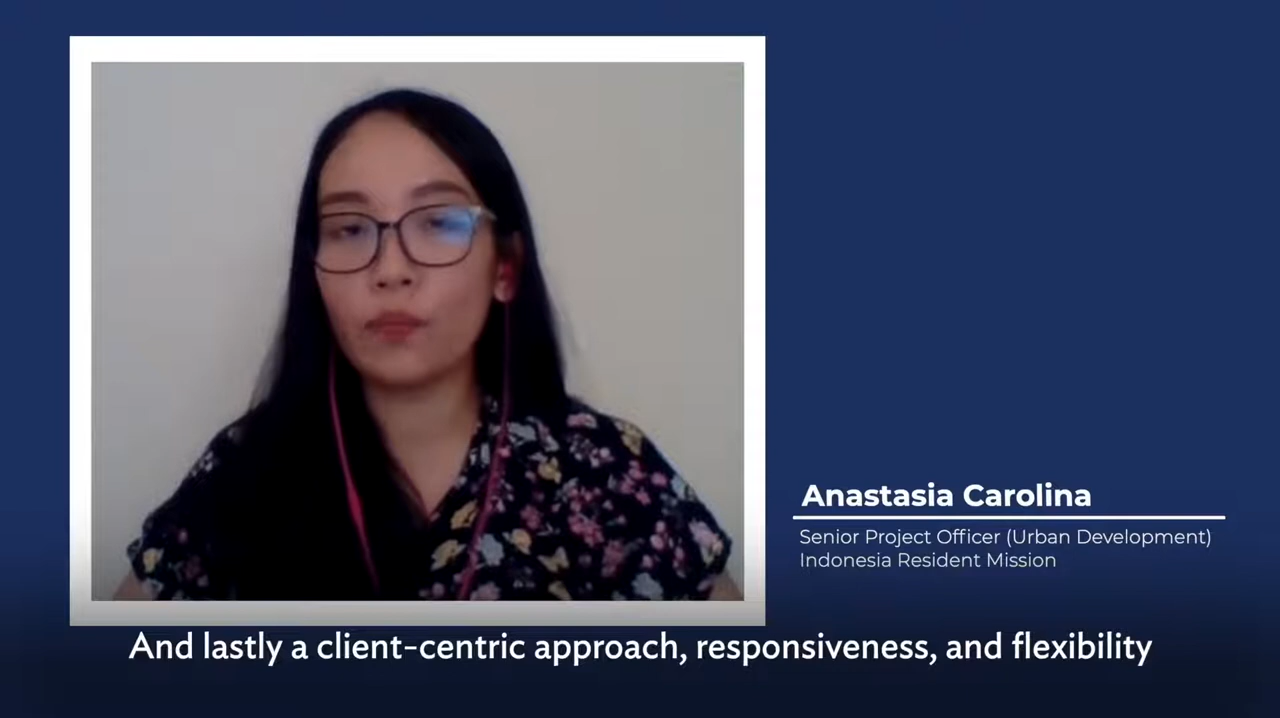 Anastasia Carolina
Senior Project Officer (Urban Development)
Indonesia Resident Mission
And lastly a client-centric approach, responsiveness, and flexibility